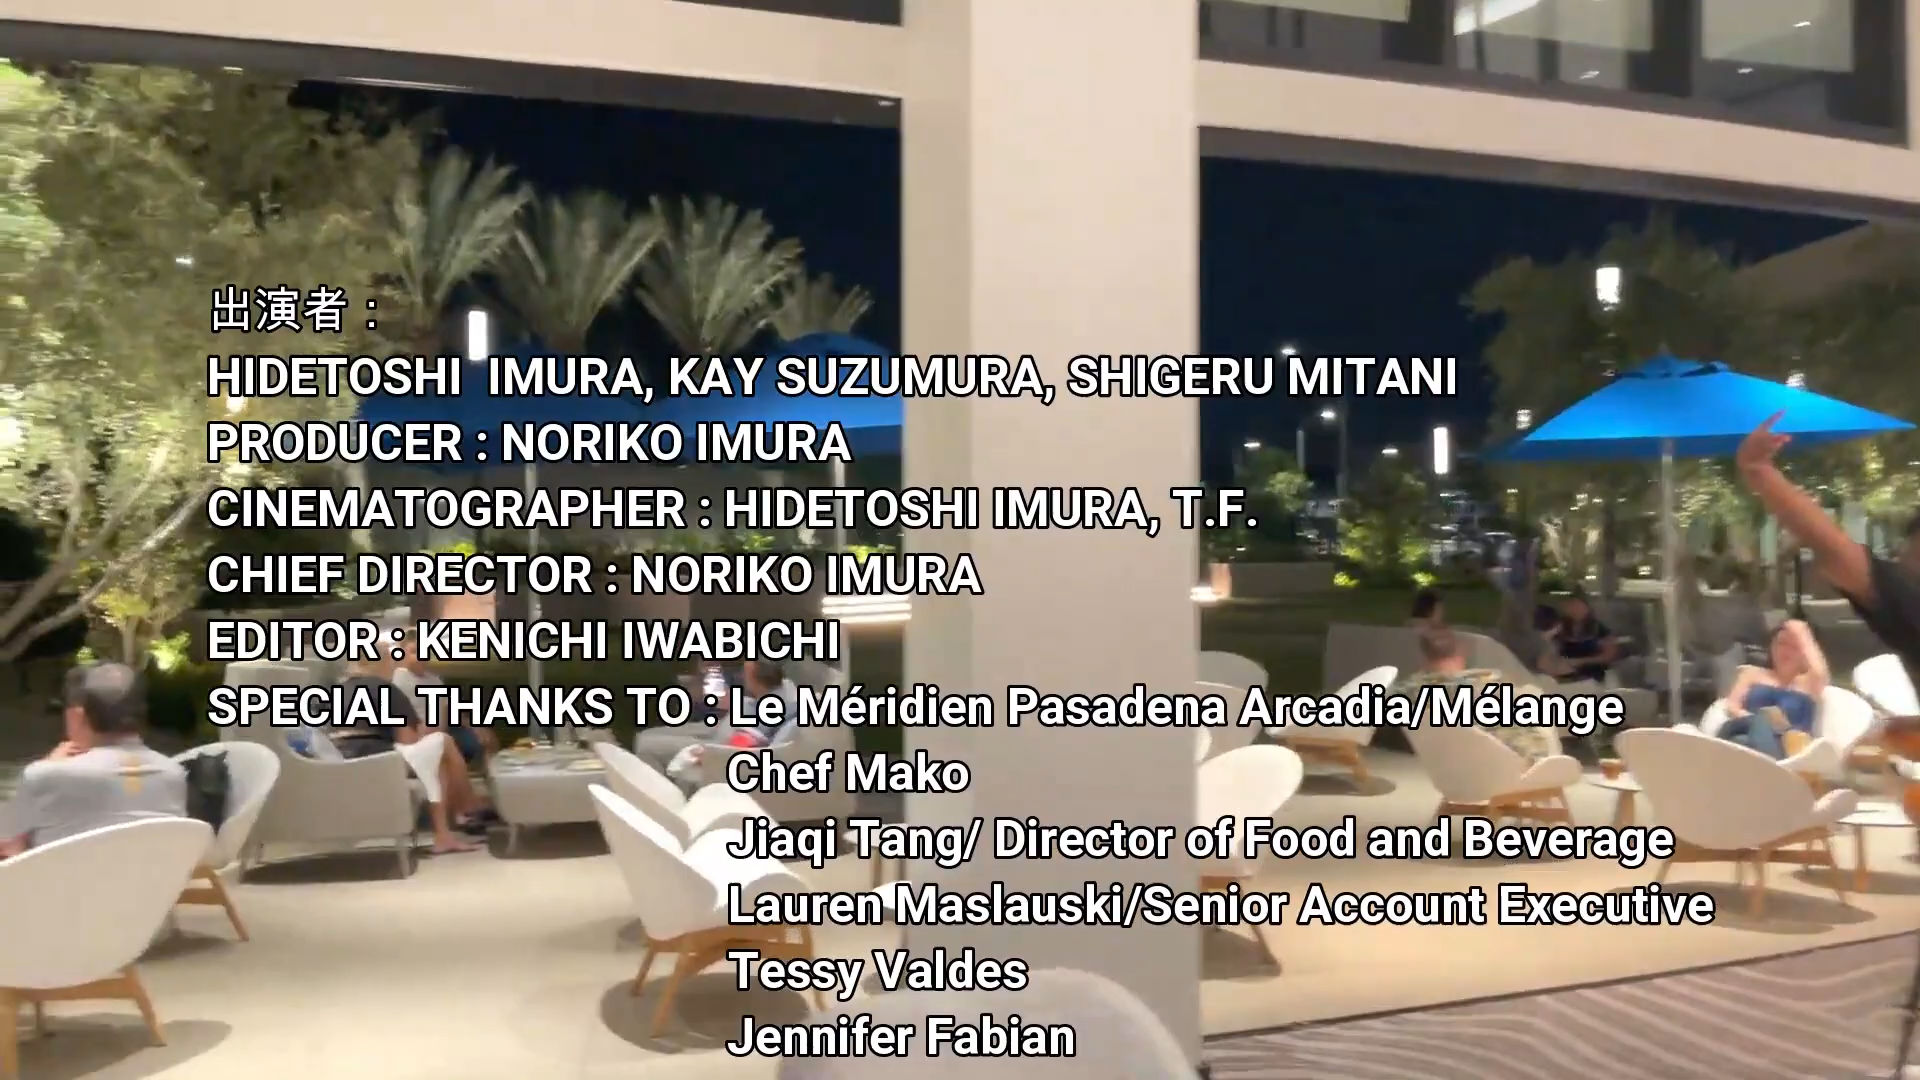 出演者：
HIDETOSHI  IMURA, KAY SUZUMURA, SHIGERU MITANI
PRODUCER : NORIKO IMURA
CINEMATOGRAPHER : HIDETOSHI IMURA, T.F.
CHIEF DIRECTOR : NORIKO IMURA
EDITOR : KENICHI IWABICHI
SPECIAL THANKS TO : Le Méridien Pasadena Arcadia/Mélange
Chef Mako
Jiaqi Tang/ Director of Food and Beverage
Lauren Maslauski/Senior Account Executive
Tessy Valdes
Jennifer Fabian